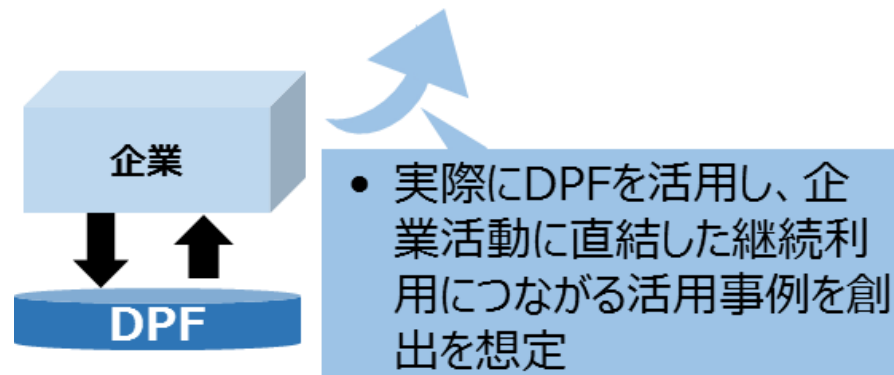 企業
DPF
• 実際にDPFを活用し、企
業活動に直結した継続利
用につながる活用事例を創
出を想定